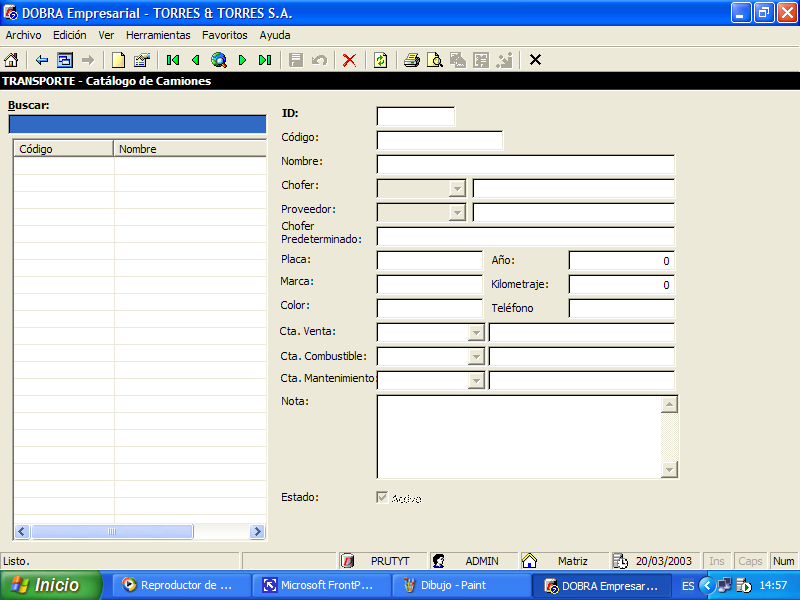 DOBRA Empresarial - TORRES & TORRES S.A.
Archivo Edición Ver Herramientas Favoritos Ayuda
TRANSPORTE - Catálogo de Camiones
Buscar:
Código Nombre
ID:
Código:
Nombre:
Chofer:
Proveedor:
Chofer
Predeterminado:
Placa: Año: 0
Marca: Kilometraje: 0
Color: Teléfono
Cta. Venta:
Cta. Combustible:
Cta. Mantenimiento:
Nota:
Estado: Activo
Listo. PRUTYT ADMIN Matriz 20/03/2003 Ins Caps Num
Inicio Reproductor de ... Microsoft FrontP... Dibujo - Paint DOBRA Empresar... ES 14:57